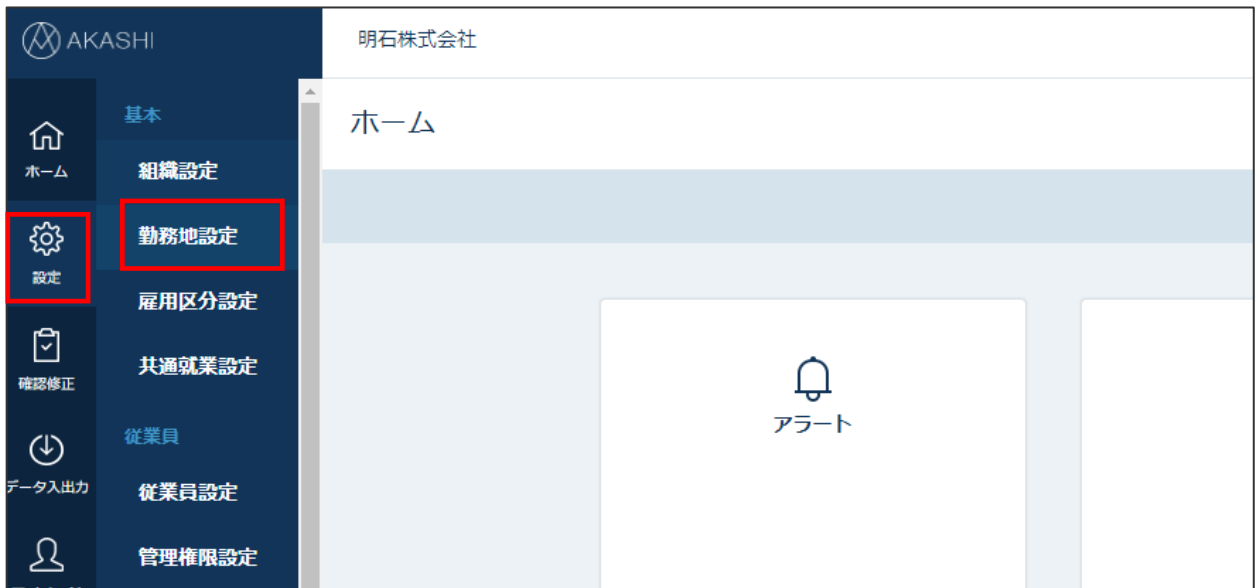 AKASHI
明石株式会社
ホーム
設定
確認修正
データ入出力
基本
組織設定
勤務地設定
雇用区分設定
共通就業設定
従業員
従業員設定
管理権限設定
ホーム
アラート